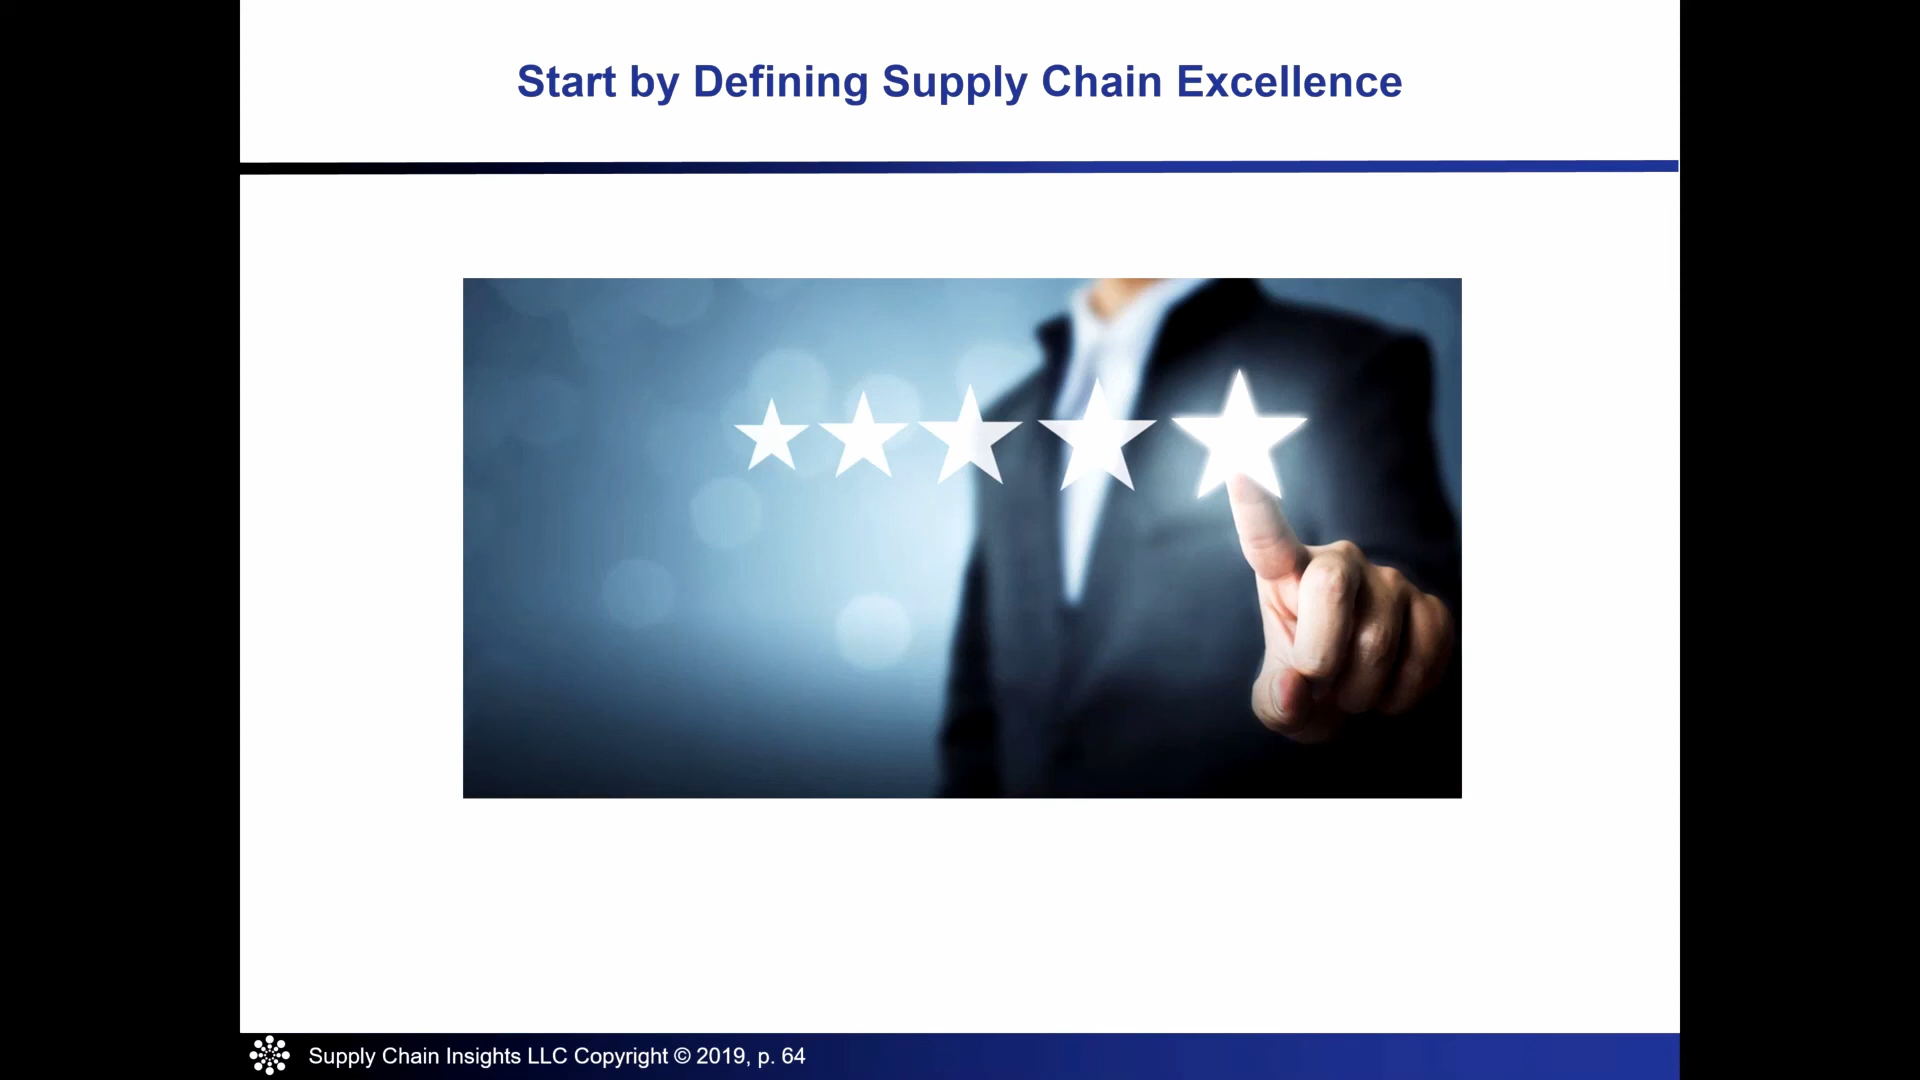 Start by Defining Supply Chain Excellence
Supply Chain Insights LLC Copyright © 2019, p. 64